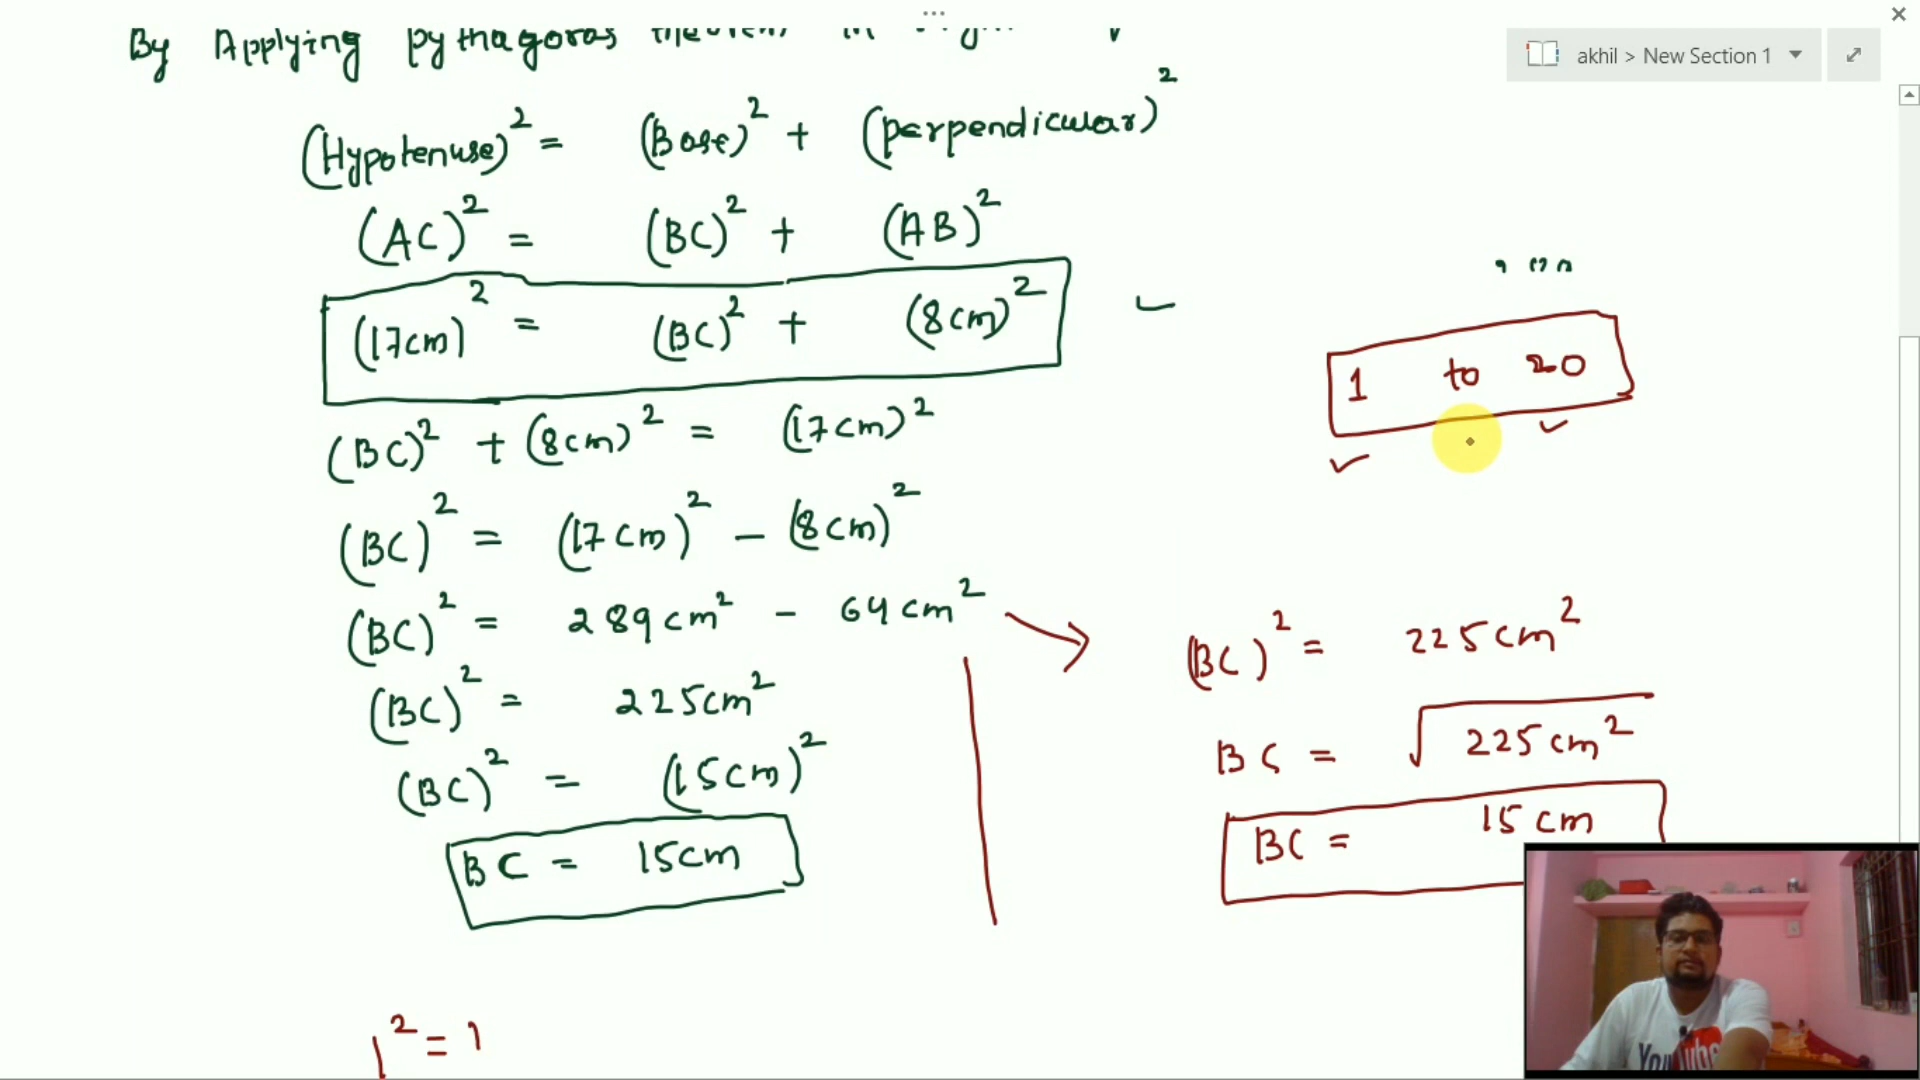 By Applying pythagoras
(Hypotenuse)² = (Base)² + (perpendicular)²
(AC)² = (BC)² + (AB)²
(17cm)² = (BC)² + (8cm)²
(BC)² + (8cm)² = (17cm)²
(BC)² = (17cm)² − (8cm)²
(BC)² = 289cm² − 64cm²
(BC)² = 225cm²
(BC)² = (15cm)²
BC = 15cm
1² = 1
akhil > New Section 1
1 to 20
(BC)² = 225cm²
BC = √225cm²
BC = 15cm
YouTube